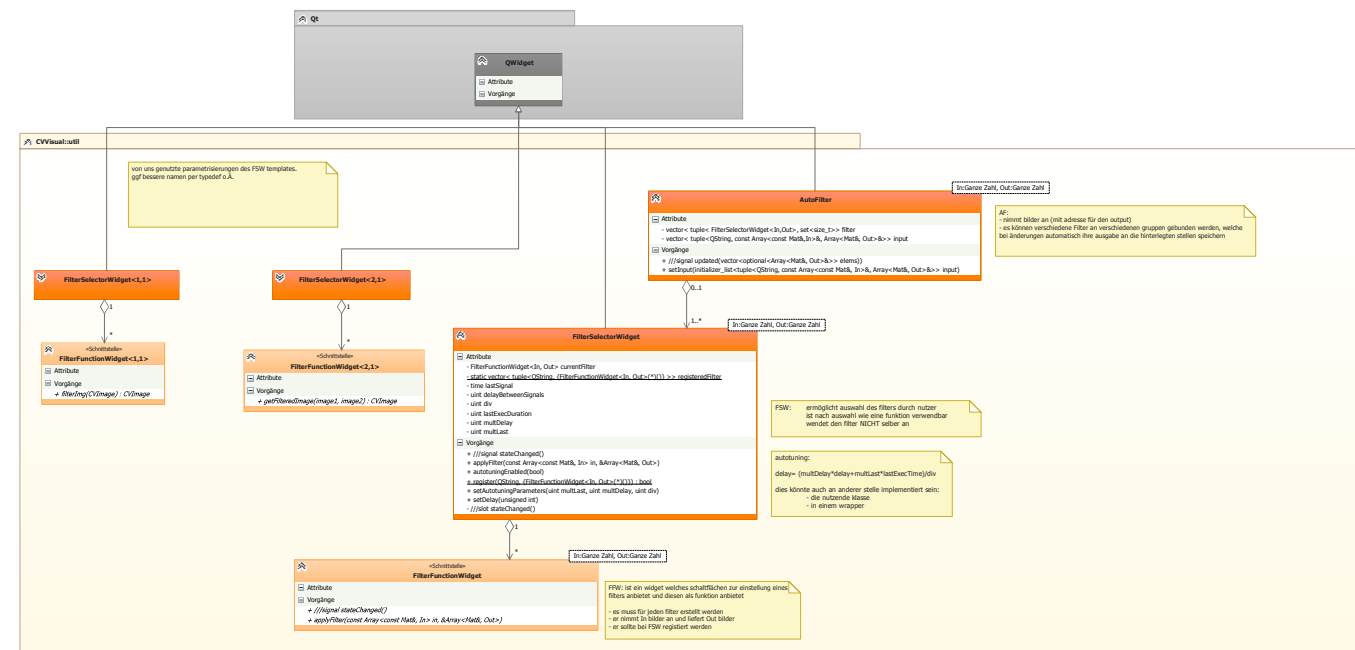 Qt
QWidget
Attribute
Vorgänge
CVVisual::util
von uns genutzte parametrisierungen des FSW templates.
ggf bessere namen per typedef o.Ä.
In:Ganze Zahl, Out:Ganze Zahl
AutoFilter
Attribute
- vector< tuple< FilterSelectorWidget<In,Out>, set<size_t>> filter
- vector< tuple<QString, const Array<const Mat&,In>&, Array<Mat&, Out>&>> input
Vorgänge
+ ///signal updated(vector<optional<Array<Mat&, Out>&>> elems))
+ setInput(initializer_list<tuple<QString, const Array<const Mat&, In>&, Array<Mat&, Out>&>> input)
AF:
- nimmt bilder an (mit adresse für den output)
- es können verschiedene Filter an verschiedenen gruppen gebunden werden, welche
bei änderungen automatisch ihre ausgabe an die hinterlegten stellen speichern
FilterSelectorWidget<1,1>
1
*
«Schnittstelle»
FilterFunctionWidget<1,1>
Attribute
Vorgänge
+ filterImg(CVImage) : CVImage
FilterSelectorWidget<2,1>
1
*
«Schnittstelle»
FilterFunctionWidget<2,1>
Attribute
Vorgänge
+ getFilteredImage(image1, image2) : CVImage
0..1
1..*
In:Ganze Zahl, Out:Ganze Zahl
FilterSelectorWidget
Attribute
- FilterFunctionWidget<In, Out> currentFilter
- static vector< tuple<QString, {FilterFunctionWidget<In, Out>(*)()} >> registeredFilter
- time lastSignal
- uint delayBetweenSignals
- uint div
- uint lastExecDuration
- uint multDelay
- uint multLast
Vorgänge
+ ///signal stateChanged()
+ applyFilter(const Array<const Mat&, In> in, &Array<Mat&, Out>)
+ autotuningEnabled(bool)
+ register(QString, {FilterFunctionWidget<In, Out>(*)()}) : bool
+ setAutotuningParameters(uint multLast, uint multDelay, uint div)
+ setDelay(unsigned int)
- ///slot stateChanged()
FSW: ermöglicht auswahl des filters durch nutzer
ist nach auswahl wie eine funktion verwendbar
wendet den filter NICHT selber an
autotuning:
delay= (multDelay*delay+multLast*lastExecTime)/div
dies könnte auch an anderer stelle implementiert sein:
- die nutzende klasse
- in einem wrapper
1
*
In:Ganze Zahl, Out:Ganze Zahl
«Schnittstelle»
FilterFunctionWidget
Attribute
Vorgänge
+ ///signal stateChanged()
+ applyFilter(const Array<const Mat&, In> in, &Array<Mat&, Out>)
FFW: ist ein widget welches schaltflächen zur einstellung eines
filters anbietet und diesen als funktion anbietet
- es muss für jeden filter erstellt werden
- er nimmt In bilder an und liefert Out bilder
- er sollte bei FSW registiert werden